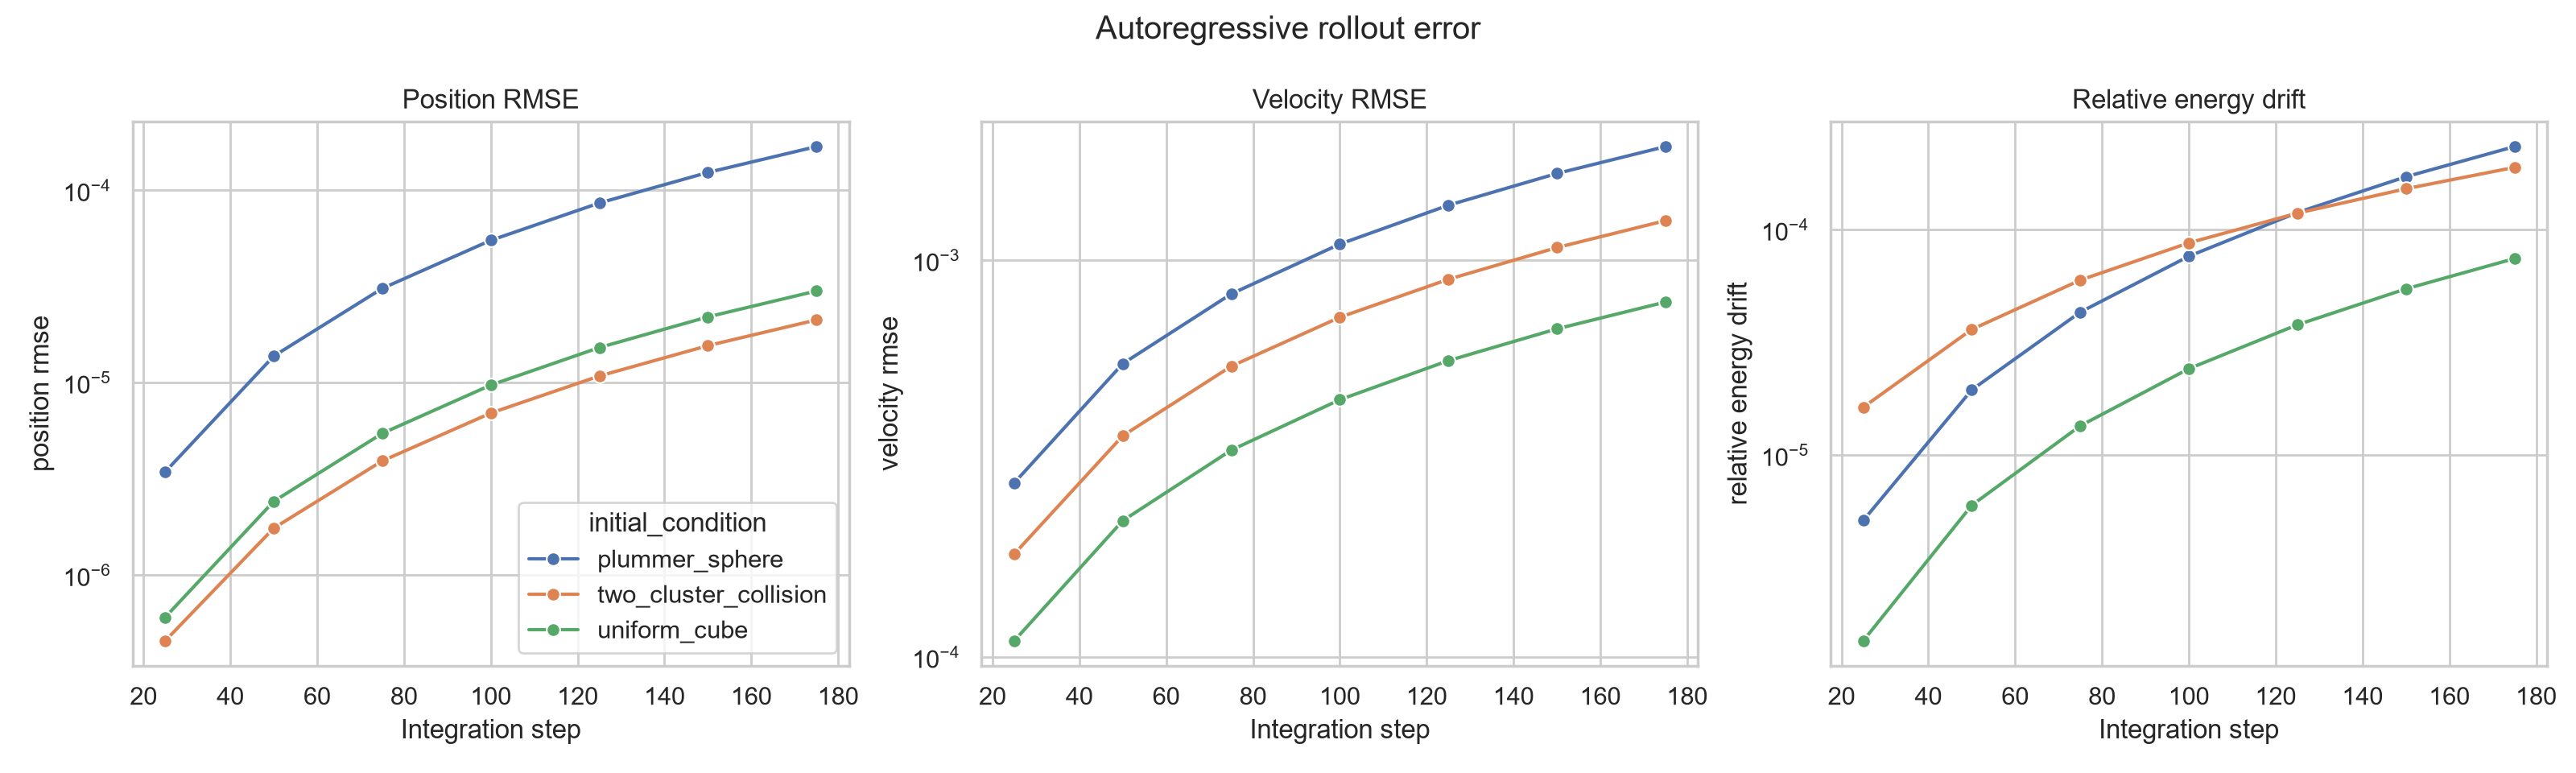 Autoregressive rollout error
Position RMSE
position rmse
10⁻⁴
10⁻⁵
10⁻⁶
initial_condition
plummer_sphere
two_cluster_collision
uniform_cube
20 40 60 80 100 120 140 160 180
Integration step
Velocity RMSE
velocity rmse
10⁻³
10⁻⁴
20 40 60 80 100 120 140 160 180
Integration step
Relative energy drift
relative energy drift
10⁻⁴
10⁻⁵
20 40 60 80 100 120 140 160 180
Integration step